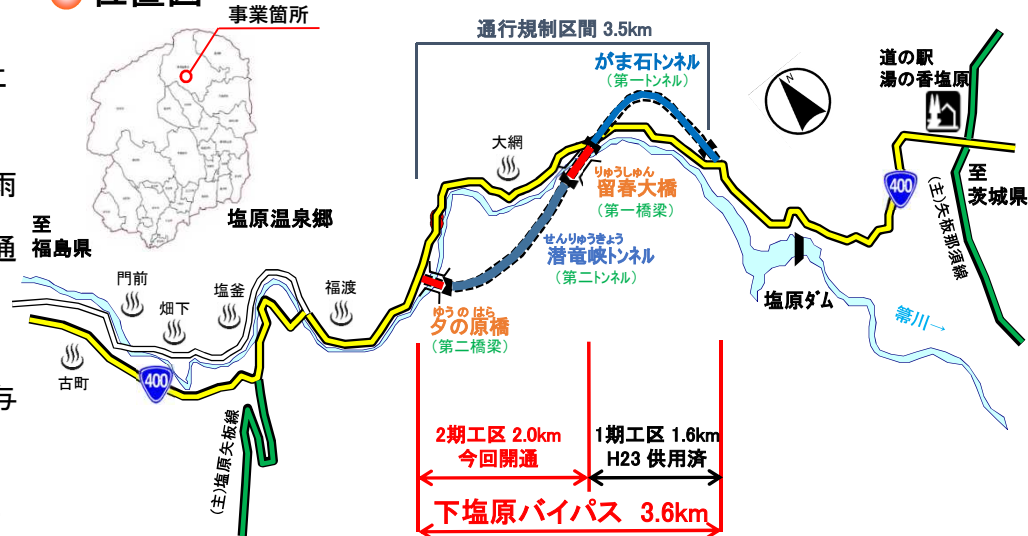 位置図
事業箇所
通行規制区間 3.5km
がま石トンネル
(第一トンネル)
道の駅
湯の香塩原
N
大網
りゅうしゅん
留春大橋
(第一橋梁)
400
至
茨城県
(主)矢板那須線
雨
塩原温泉郷
至
福島県
通
せんりゅうきょう
潜竜峡トンネル
(第二トンネル)
門前
畑下
塩釜
福渡
塩原ダム
箒川→
ゆう の はら
夕の原橋
(第二橋梁)
古町
400
与
(主)塩原矢板線
2期工区 2.0km
今回開通
1期工区 1.6km
H23 供用済
下塩原バイパス 3.6km